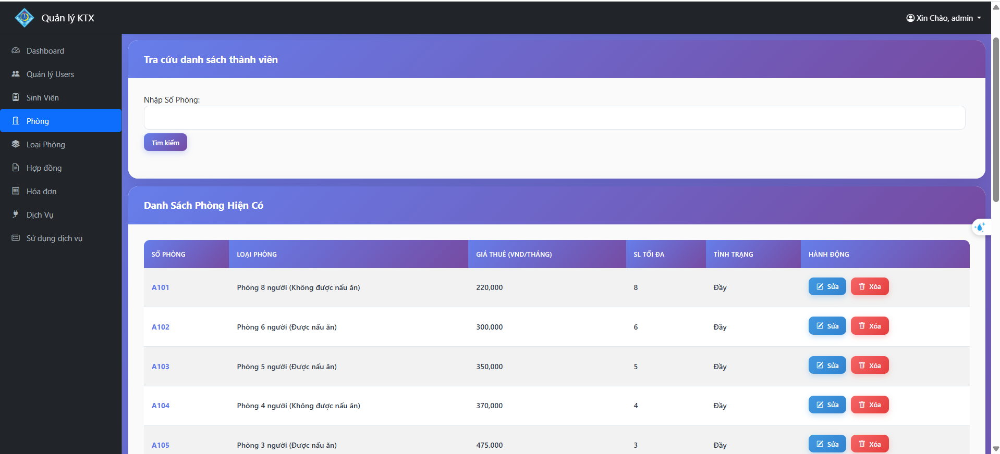 Quản lý KTX
Xin Chào, admin
Dashboard
Quản lý Users
Sinh Viên
Phòng
Loại Phòng
Hợp đồng
Hóa đơn
Dịch Vụ
Sử dụng dịch vụ
Tra cứu danh sách thành viên
Nhập Số Phòng:
Tìm kiếm
Danh Sách Phòng Hiện Có
SỐ PHÒNG LOẠI PHÒNG GIÁ THUÊ (VND/THÁNG) SL TỐI ĐA TÌNH TRẠNG HÀNH ĐỘNG
A101 Phòng 8 người (Không được nấu ăn) 220,000 8 Đầy Sửa Xóa
A102 Phòng 6 người (Được nấu ăn) 300,000 6 Đầy Sửa Xóa
A103 Phòng 5 người (Được nấu ăn) 350,000 5 Đầy Sửa Xóa
A104 Phòng 4 người (Không được nấu ăn) 370,000 4 Đầy Sửa Xóa
A105 Phòng 3 người (Được nấu ăn) 475,000 3 Đầy Sửa Xóa